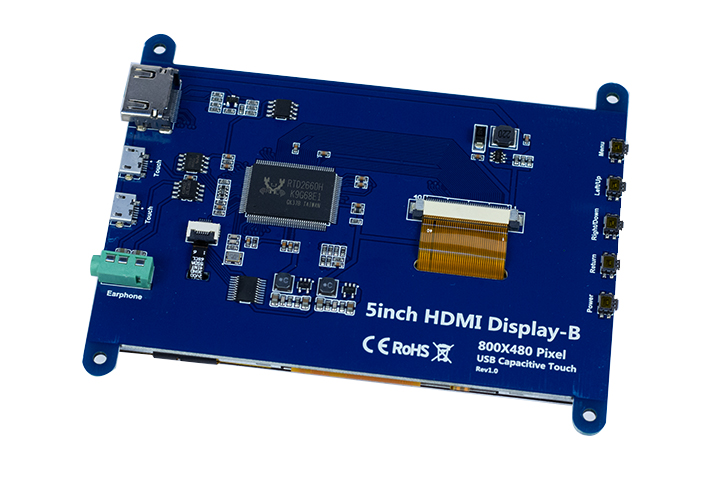 Touch
Touch
Earphone
RTD2660H
40
5inch HDMI Display-B
CE RoHS
800X480 Pixel
USB Capacitive Touch
Rev1.0
Menu
Left/Up
Right/Down
Return
Power